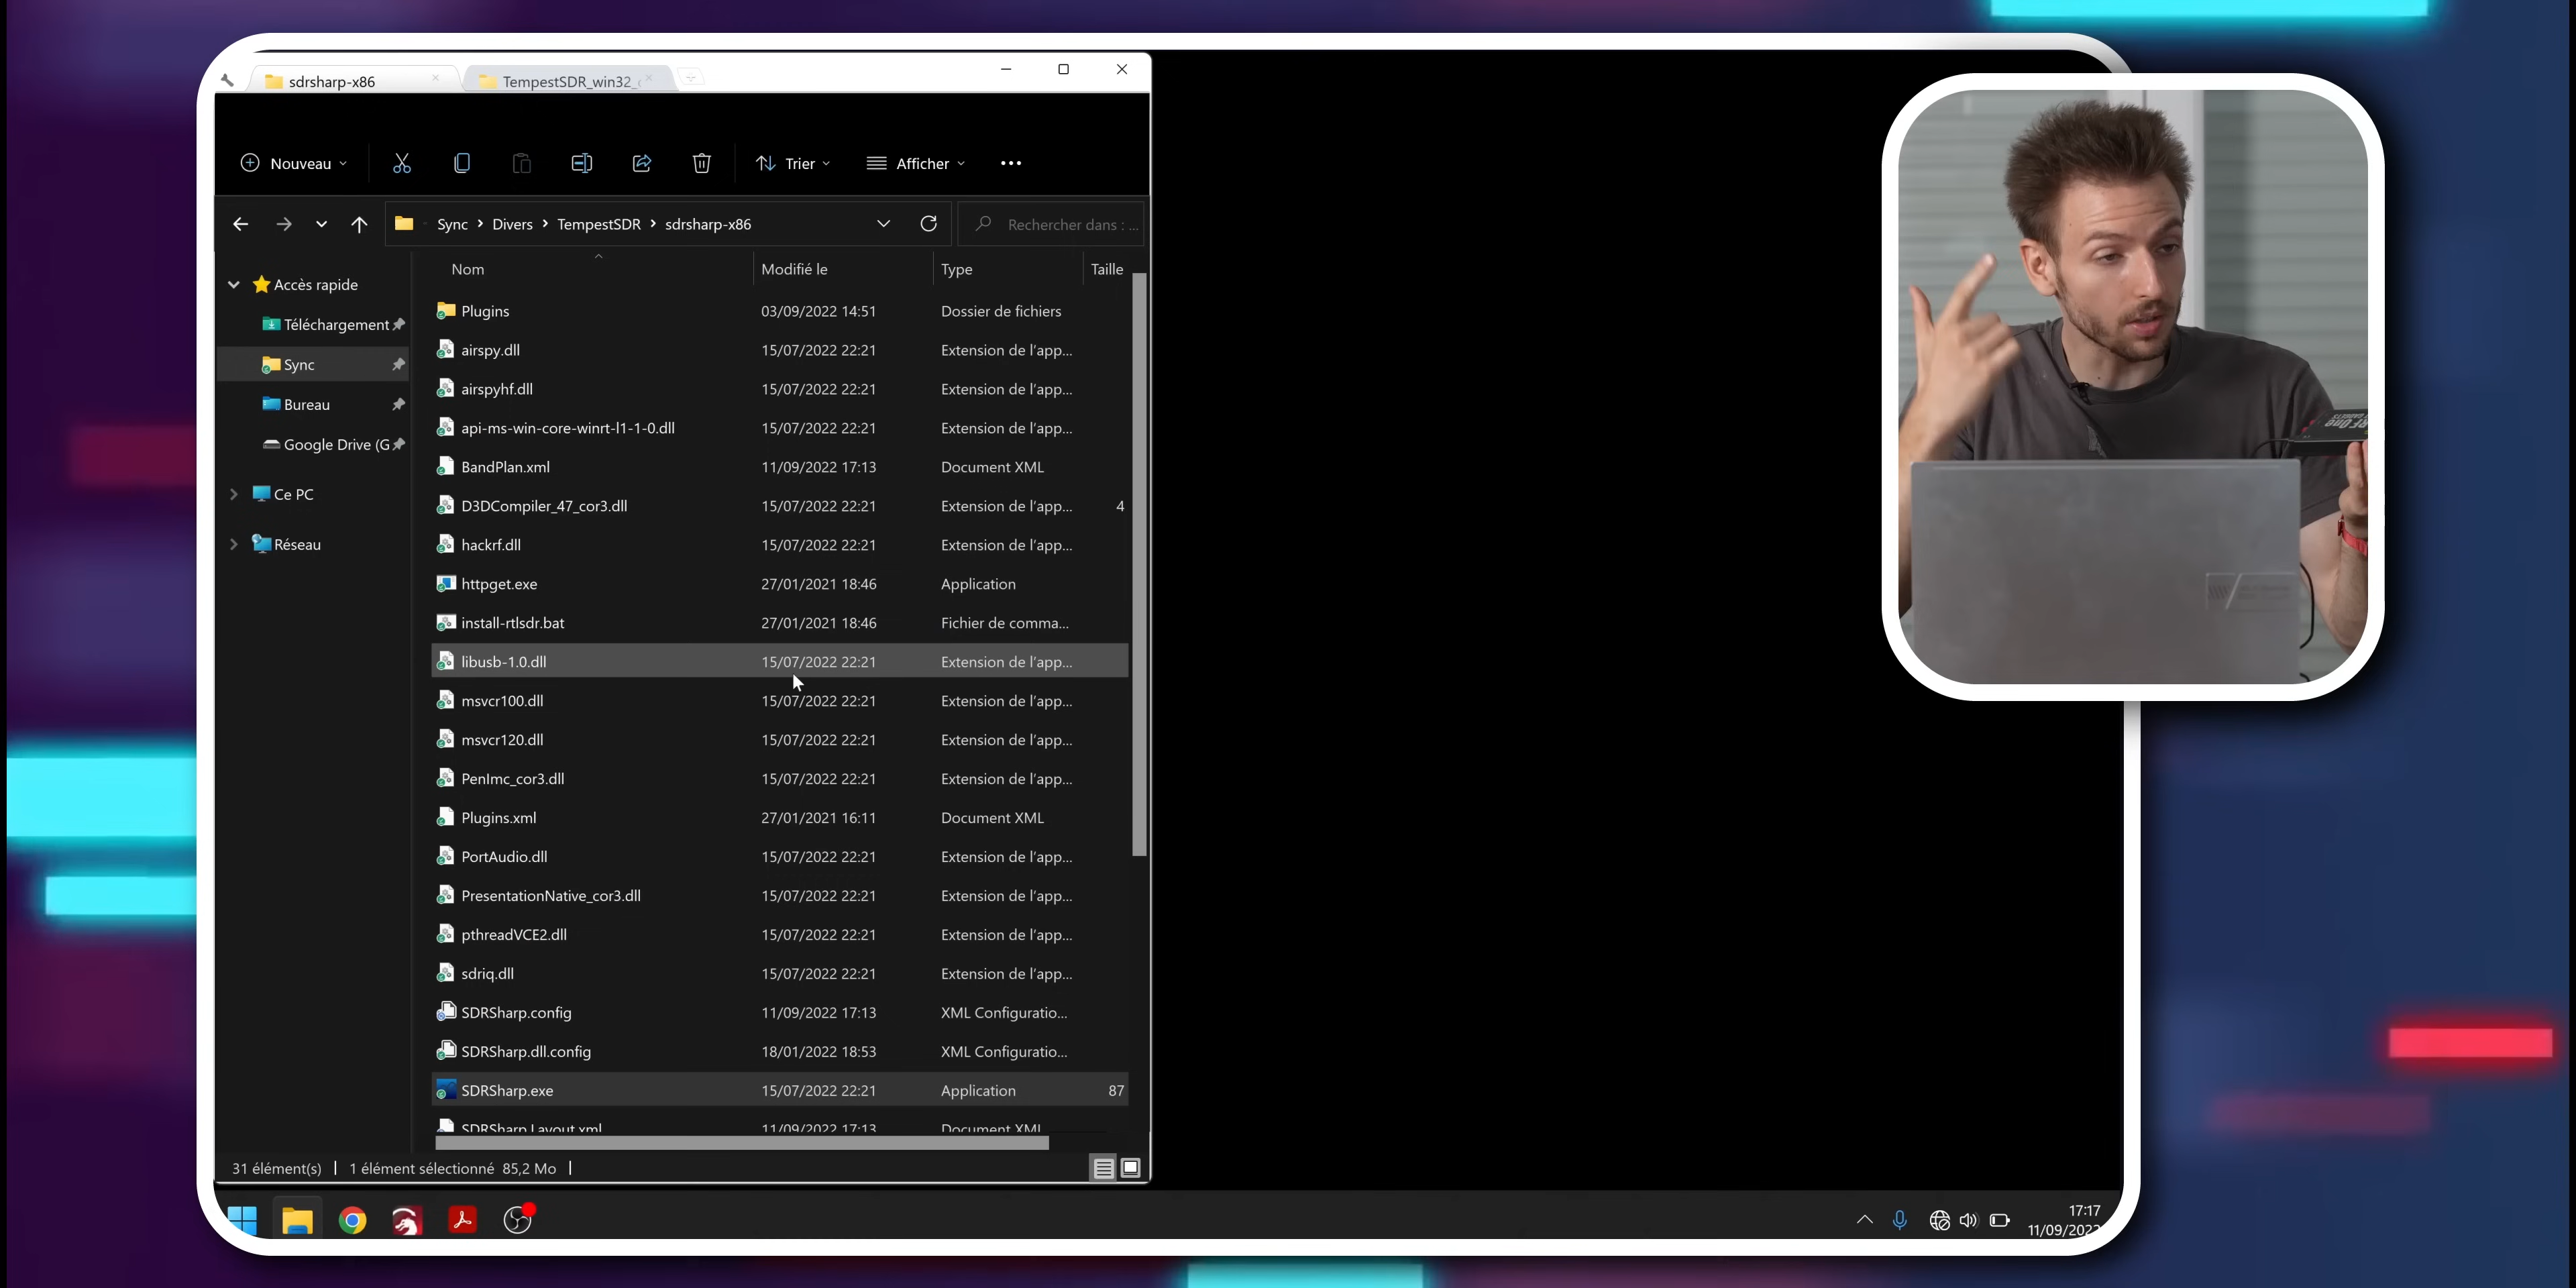 sdrsharp-x86
TempestSDR_win32_
Nouveau
Trier
Afficher
Sync > Divers > TempestSDR > sdrsharp-x86
Rechercher dans : ...
Nom Modifié le Type Taille
Accès rapide
Téléchargement
Sync
Bureau
Google Drive (G
Ce PC
Réseau
Plugins 03/09/2022 14:51 Dossier de fichiers
airspy.dll 15/07/2022 22:21 Extension de l'app...
airspyhf.dll 15/07/2022 22:21 Extension de l'app...
api-ms-win-core-winrt-l1-1-0.dll 15/07/2022 22:21 Extension de l'app...
BandPlan.xml 11/09/2022 17:13 Document XML
D3DCompiler_47_cor3.dll 15/07/2022 22:21 Extension de l'app... 4
hackrf.dll 15/07/2022 22:21 Extension de l'app...
httpget.exe 27/01/2021 18:46 Application
install-rtlsdr.bat 27/01/2021 18:46 Fichier de comma...
libusb-1.0.dll 15/07/2022 22:21 Extension de l'app...
msvcr100.dll 15/07/2022 22:21 Extension de l'app...
msvcr120.dll 15/07/2022 22:21 Extension de l'app...
PenImc_cor3.dll 15/07/2022 22:21 Extension de l'app...
Plugins.xml 27/01/2021 16:11 Document XML
PortAudio.dll 15/07/2022 22:21 Extension de l'app...
PresentationNative_cor3.dll 15/07/2022 22:21 Extension de l'app...
pthreadVCE2.dll 15/07/2022 22:21 Extension de l'app...
sdriq.dll 15/07/2022 22:21 Extension de l'app...
SDRSharp.config 11/09/2022 17:13 XML Configuratio...
SDRSharp.dll.config 18/01/2022 18:53 XML Configuratio...
SDRSharp.exe 15/07/2022 22:21 Application 87
SDRSharp.Layout.xml 11/09/2022 17:13 Document XML
31 élément(s) 1 élément sélectionné 85,2 Mo
17:17
11/09/2022